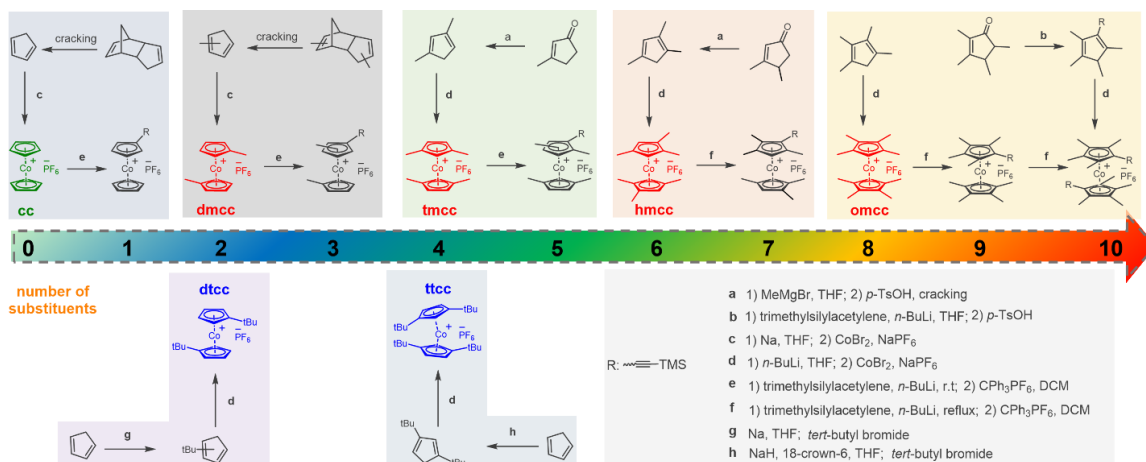 cracking
cracking
a
a
b
O
O
O
R
c
c
d
d
d
d
R
R
R
R
R
R
R
Co + PF6 −
e
Co + PF6 −
Co + PF6 −
e
Co + PF6 −
Co + PF6 −
e
Co + PF6 −
Co + PF6 −
f
Co + PF6 −
Co + PF6 −
f
Co + PF6 −
f
Co + PF6 −
cc
dmcc
tmcc
hmcc
omcc
0 1 2 3 4 5 6 7 8 9 10
number of
substituents
dtcc
tBu
Co + PF6 −
tBu
d
g
tBu
ttcc
tBu
tBu
Co + PF6 −
tBu
tBu
d
tBu
h
tBu
R: TMS
a 1) MeMgBr, THF; 2) p-TsOH, cracking
b 1) trimethylsilylacetylene, n-BuLi, THF; 2) p-TsOH
c 1) Na, THF; 2) CoBr2, NaPF6
d 1) n-BuLi, THF; 2) CoBr2, NaPF6
e 1) trimethylsilylacetylene, n-BuLi, r.t; 2) CPh3PF6, DCM
f 1) trimethylsilylacetylene, n-BuLi, reflux; 2) CPh3PF6, DCM
g Na, THF; tert-butyl bromide
h NaH, 18-crown-6, THF; tert-butyl bromide